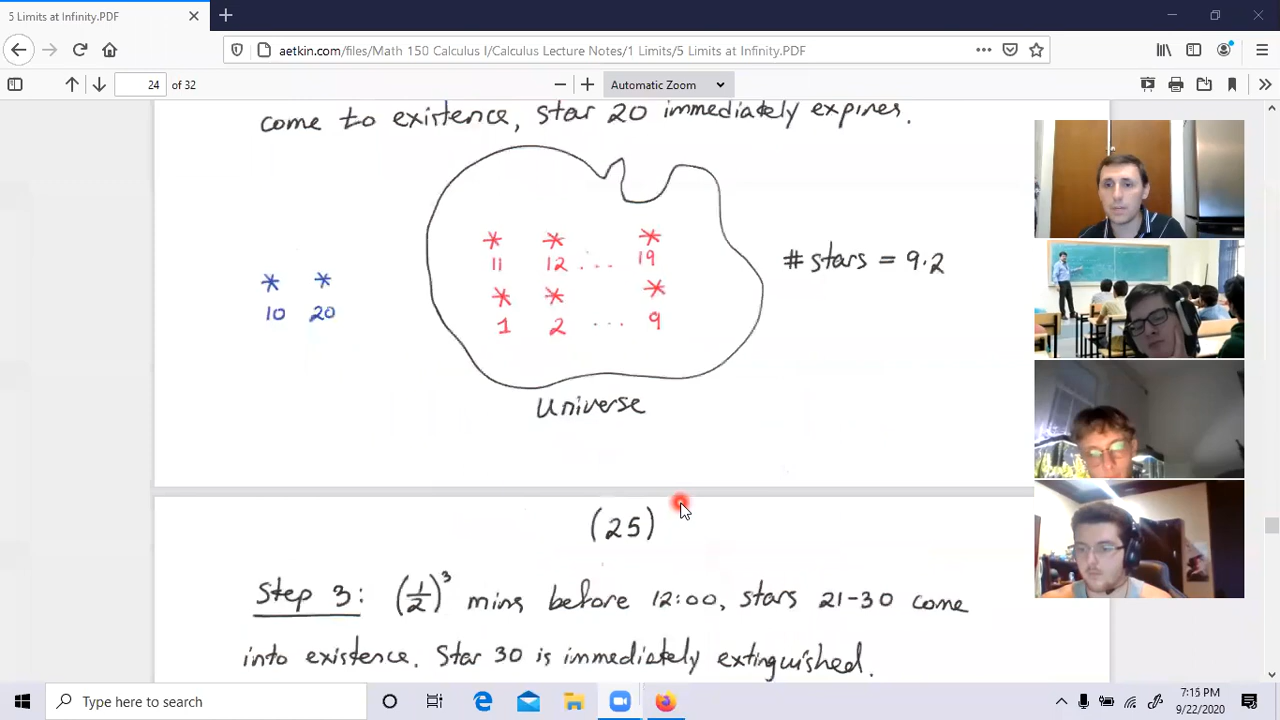 5 Limits at Infinity.PDF
aetkin.com/files/Math 150 Calculus I/Calculus Lecture Notes/1 Limits/5 Limits at Infinity.PDF
24 of 32
Automatic Zoom
come to existence, star 20 immediately expires.
* * *
11 12 ... 19
# stars = 9.2
* *
10 20
* * *
1 2 ... 9
Universe
(25)
Step 3: (1/2)^3 mins before 12:00, stars 21-30 come
into existence. Star 30 is immediately extinguished.
Type here to search
7:15 PM
9/22/2020